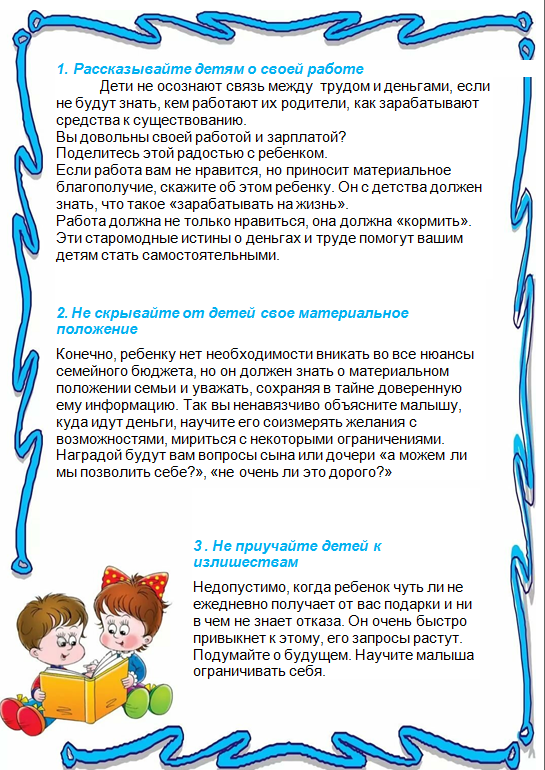 1. Рассказывайте детям о своей работе
Дети не осознают связь между трудом и деньгами, если
не будут знать, кем работают их родители, как зарабатывают
средства к существованию.
Вы довольны своей работой и зарплатой?
Поделитесь этой радостью с ребенком.
Если работа вам не нравится, но приносит материальное
благополучие, скажите об этом ребенку. Он с детства должен
знать, что такое «зарабатывать на жизнь».
Работа должна не только нравиться, она должна «кормить».
Эти старомодные истины о деньгах и труде помогут вашим
детям стать самостоятельными.
2. Не скрывайте от детей свое материальное
положение
Конечно, ребенку нет необходимости вникать во все нюансы
семейного бюджета, но он должен знать о материальном
положении семьи и уважать, сохраняя в тайне доверенную
ему информацию. Так вы ненавязчиво объясните малышу,
куда идут деньги, научите его соизмерять желания с
возможностями, мириться с некоторыми ограничениями.
Наградой будут вам вопросы сына или дочери «а можем ли
мы позволить себе?», «не очень ли это дорого?»
3 . Не приучайте детей к
излишествам
Недопустимо, когда ребенок чуть ли не
ежедневно получает от вас подарки и ни
в чем не знает отказа. Он очень быстро
привыкнет к этому, его запросы растут.
Подумайте о будущем. Научите малыша
ограничивать себя.